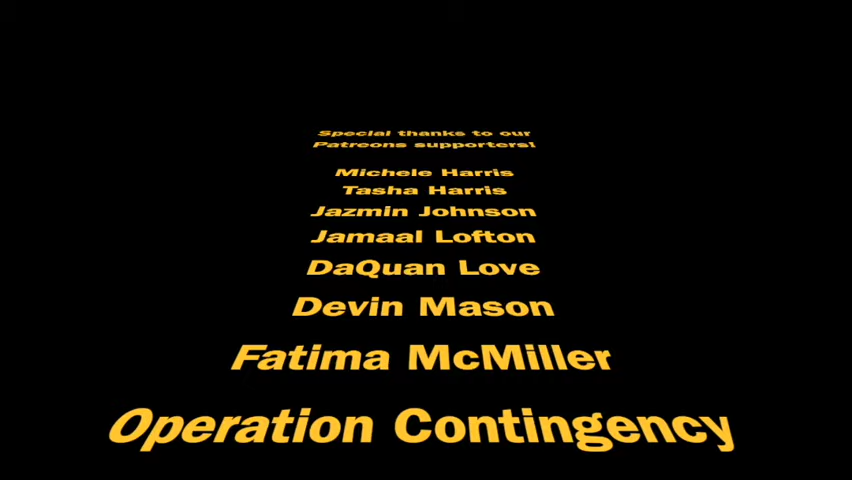 Special thanks to our
Patreons supporters!
Michele Harris
Tasha Harris
Jazmin Johnson
Jamaal Lofton
DaQuan Love
Devin Mason
Fatima McMiller
Operation Contingency